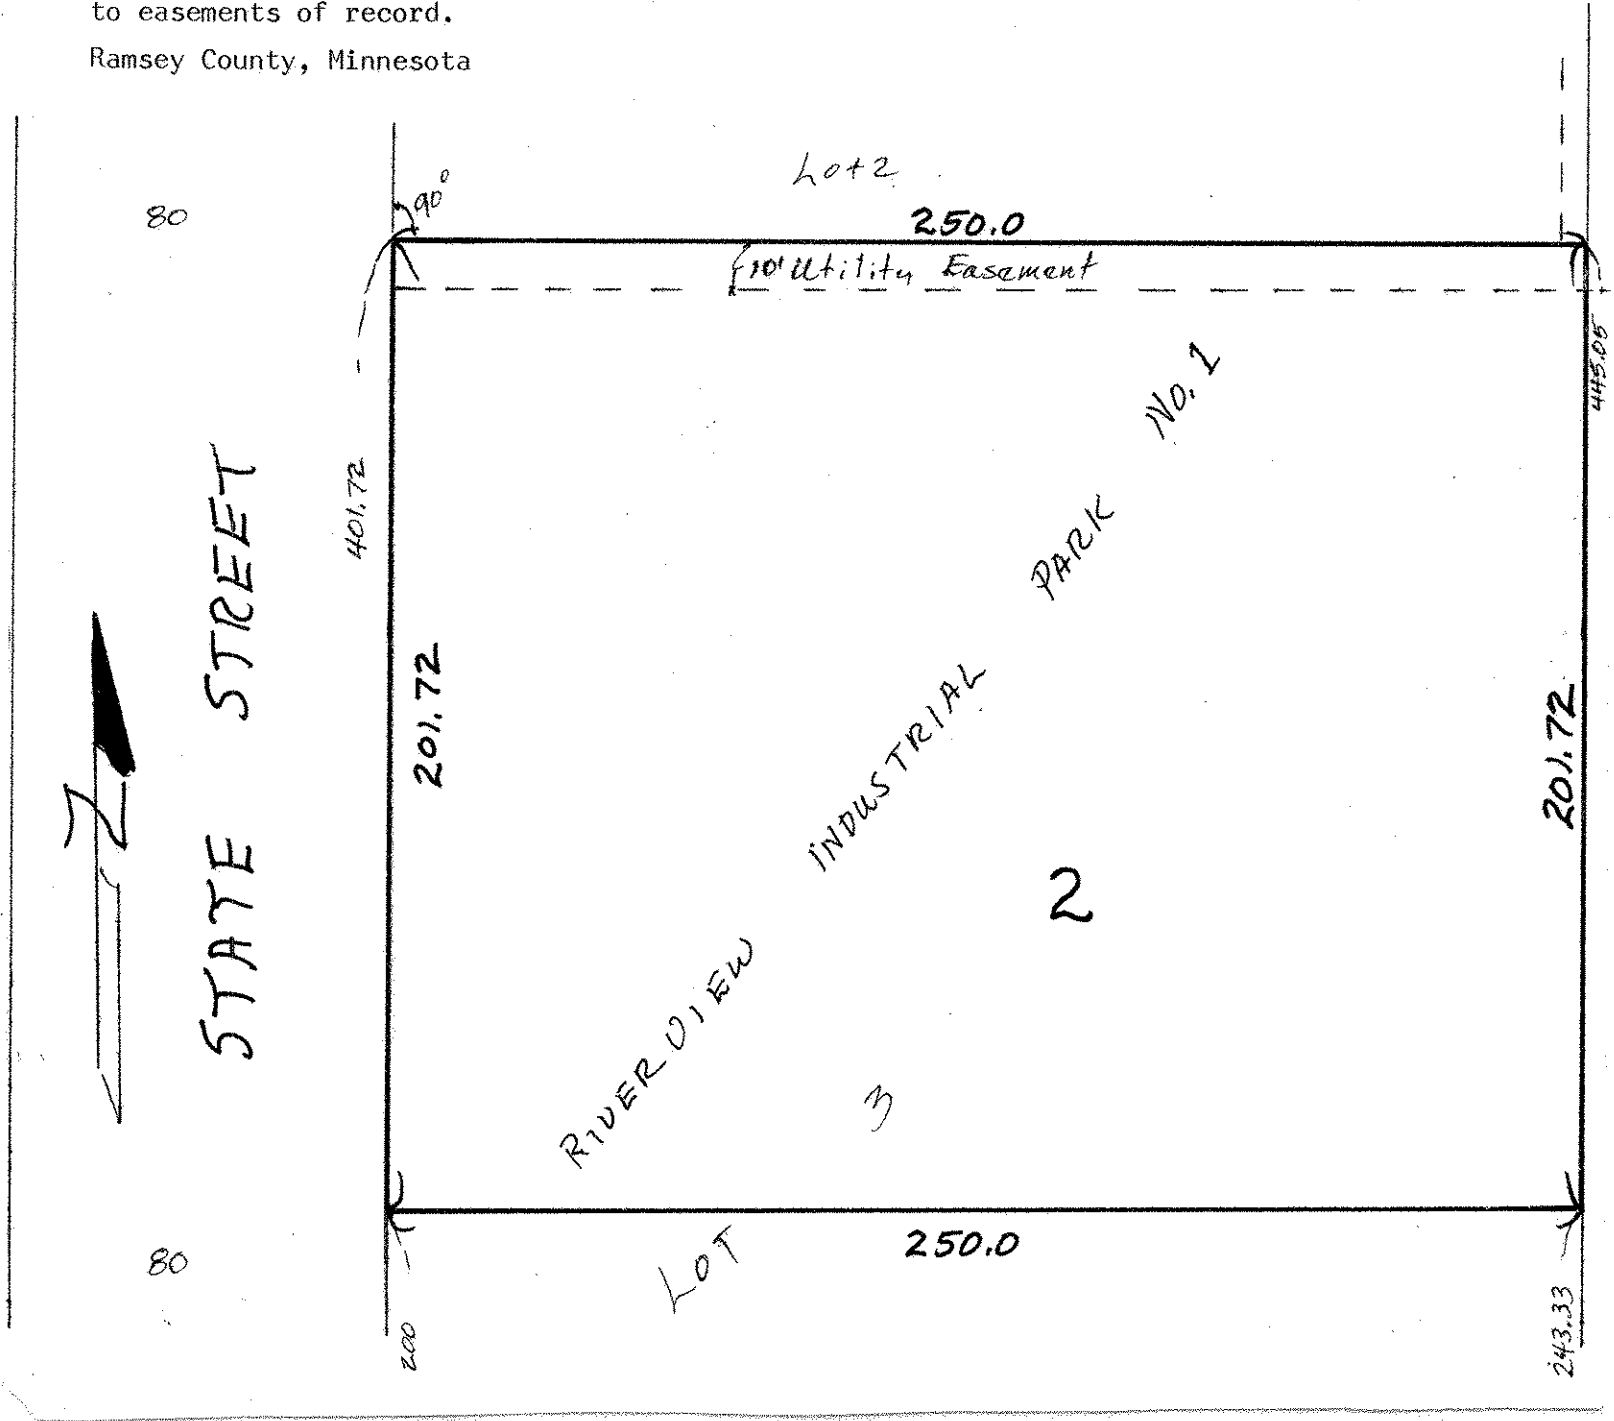 to easements of record.
Ramsey County, Minnesota
80
90°
Lot 2
250.0
10' Utility Easement
445.05
401.72
STATE STREET
N
201.72
201.72
RIVERVIEW INDUSTRIAL PARK No. 1
2
LOT 3
250.0
80
200
243.33